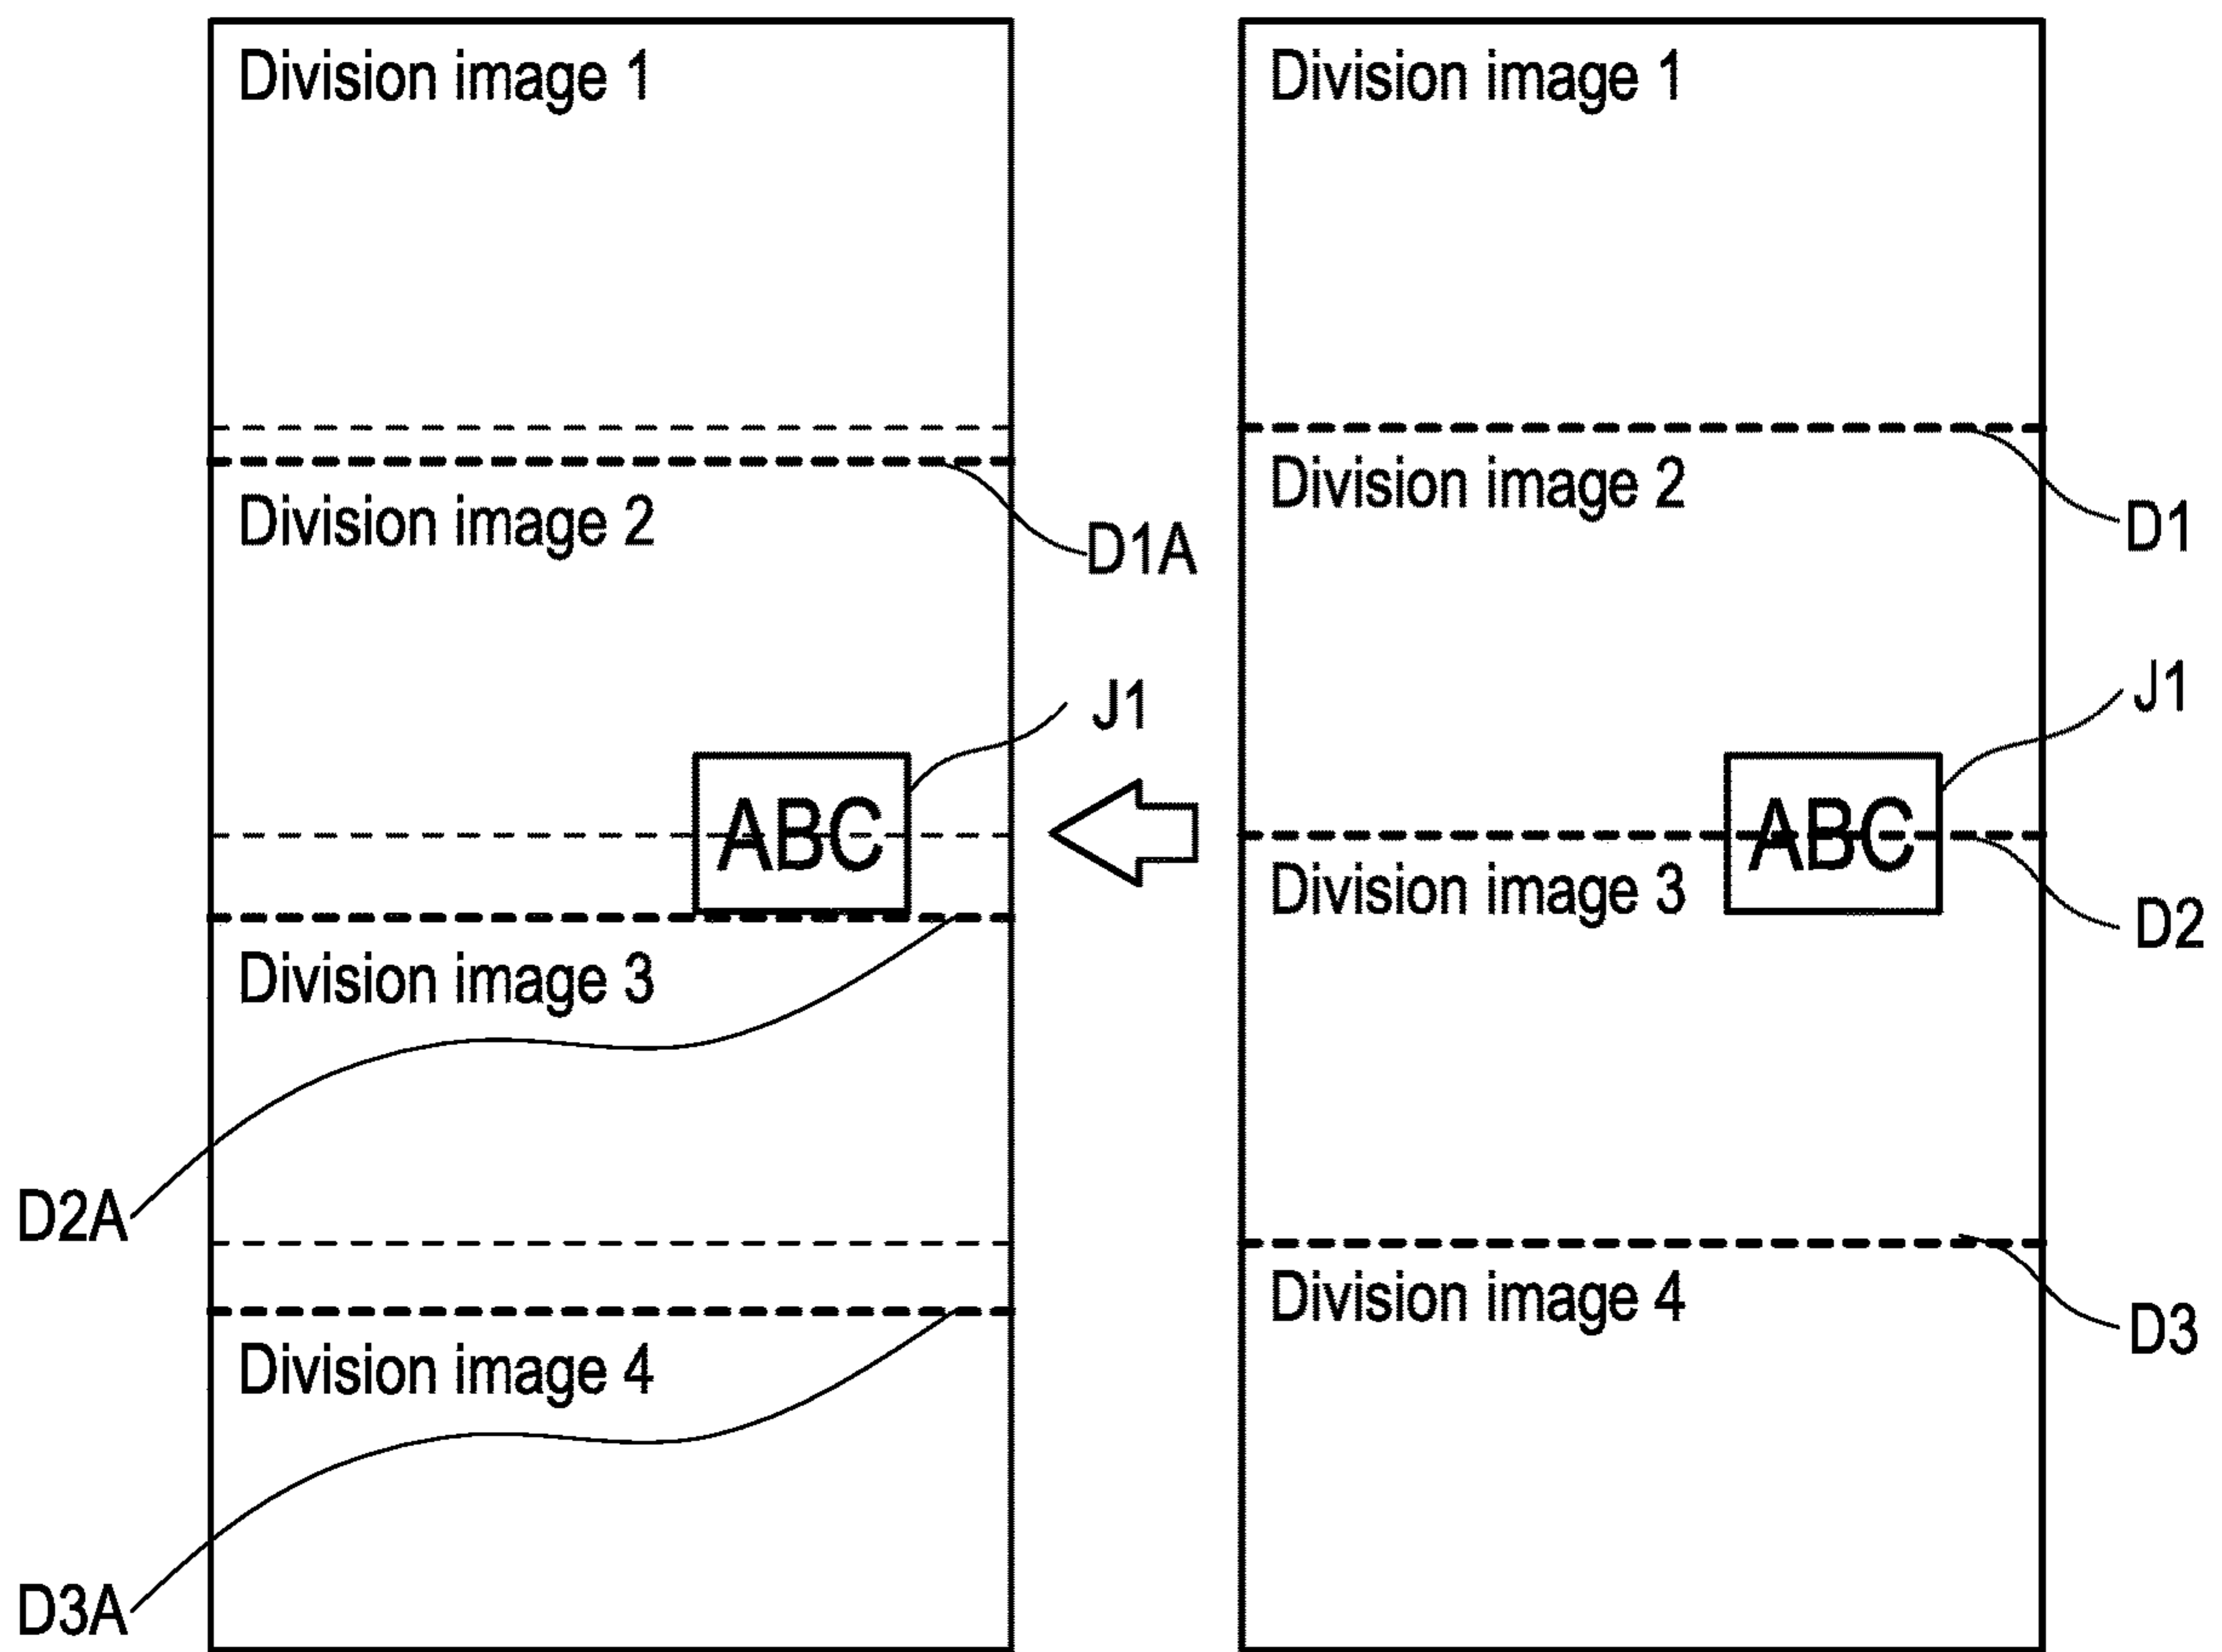 Division image 1
Division image 2
D1A
J1
ABC
Division image 3
D2A
Division image 4
D3A
Division image 1
Division image 2
D1
J1
ABC
Division image 3
D2
Division image 4
D3